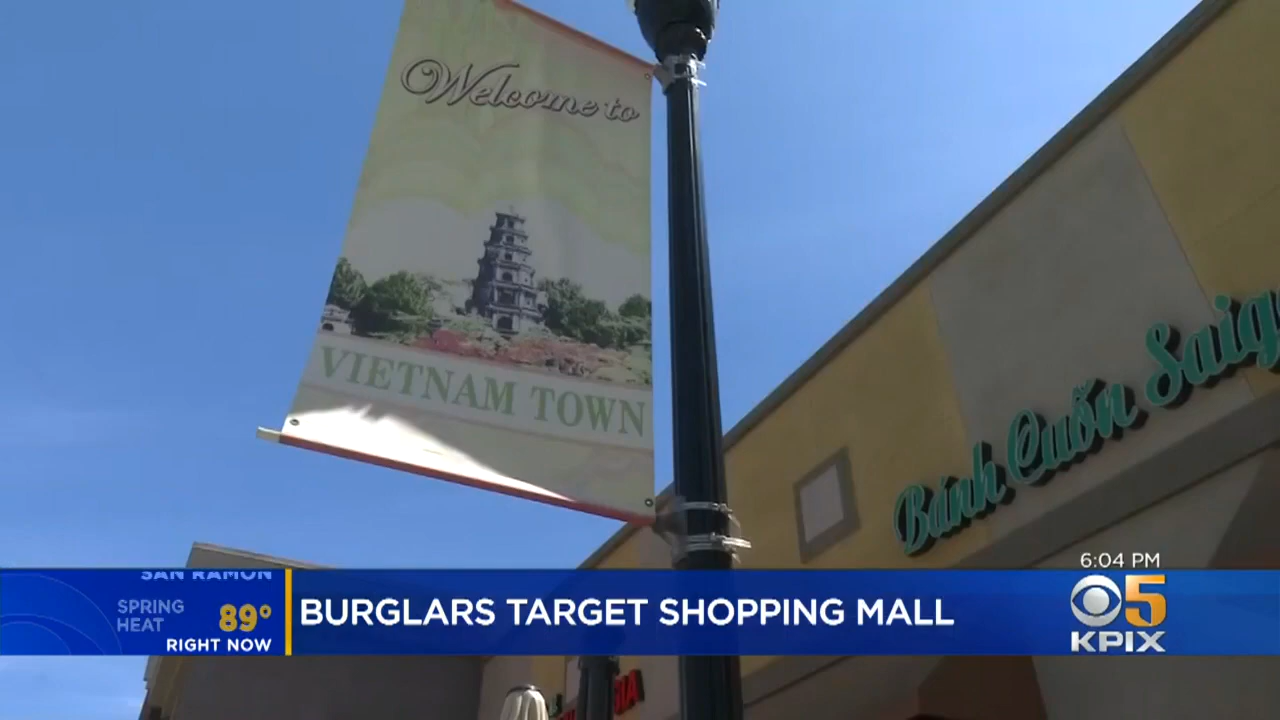 Welcome to
VIETNAM TOWN
Bánh Cuốn
6:04 PM
SAN RAMON
SPRING
HEAT
89°
RIGHT NOW
BURGLARS TARGET SHOPPING MALL
5
KPIX